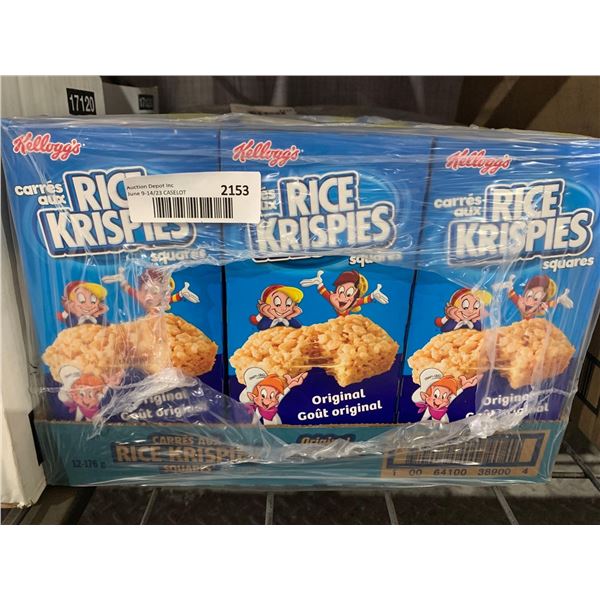 17120
Kellogg's
carrés
aux
RICE
KRISPIES
squares
Auction Depot Inc
June 9-14/23 CASELOT
2153
Kellogg's
RICE
KRISPIES
squares
Original
Goût original
Kellogg's
carrés
aux
RICE
KRISPIES
squares
Original
Goût original
Original
Goût
12-176 g
CARRÉS AUX
RICE KRISPIES
SQUARES
Original
1 00 64100 38900 4